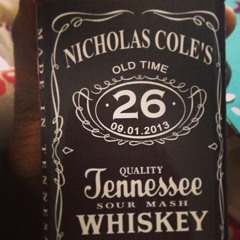 NICHOLAS COLE'S
OLD TIME
26
09.01.2013
QUALITY
Tennessee
SOUR MASH
WHISKEY
MADE IN TENNES